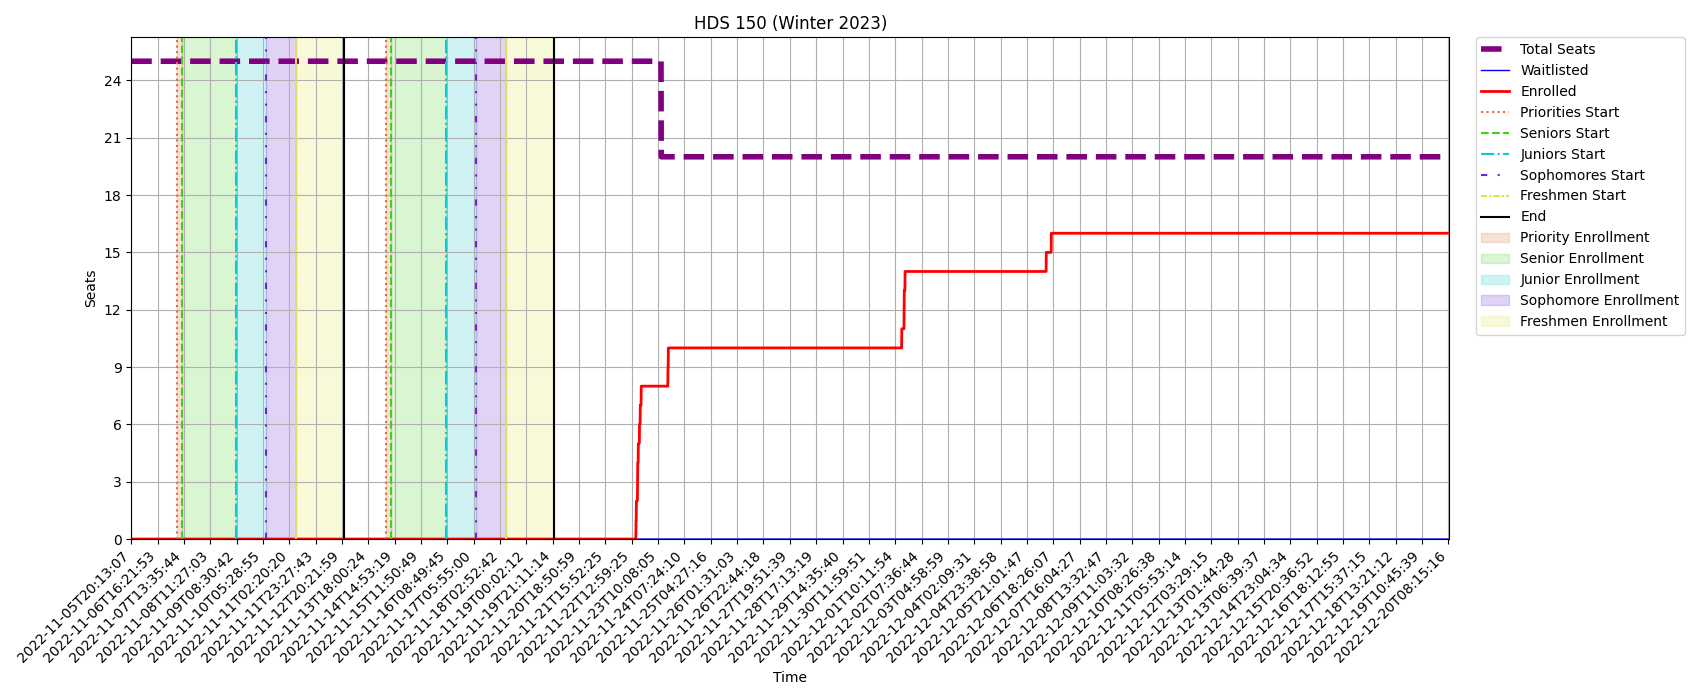 HDS 150 (Winter 2023)
Seats
24
21
18
15
12
9
6
3
0
2022-11-05T20:13:07
2022-11-06T16:21:53
2022-11-07T13:35:44
2022-11-08T11:27:03
2022-11-09T08:30:42
2022-11-10T05:28:55
2022-11-11T02:20:20
2022-11-11T23:27:43
2022-11-12T20:21:59
2022-11-13T18:00:24
2022-11-14T14:53:19
2022-11-15T11:50:49
2022-11-16T08:49:45
2022-11-17T05:55:00
2022-11-18T02:52:42
2022-11-19T00:02:12
2022-11-19T21:11:14
2022-11-20T18:50:59
2022-11-21T15:52:25
2022-11-22T12:59:25
2022-11-23T10:08:05
2022-11-24T07:24:10
2022-11-25T04:27:16
2022-11-26T01:31:03
2022-11-26T22:44:18
2022-11-27T19:51:39
2022-11-28T17:13:19
2022-11-29T14:35:40
2022-11-30T11:59:51
2022-12-01T10:11:54
2022-12-02T07:36:44
2022-12-03T04:58:59
2022-12-04T02:09:31
2022-12-04T23:38:58
2022-12-05T21:01:47
2022-12-06T18:26:07
2022-12-07T16:04:27
2022-12-08T13:32:47
2022-12-09T11:03:32
2022-12-10T08:26:38
2022-12-11T05:53:14
2022-12-12T03:29:15
2022-12-13T01:44:28
2022-12-13T06:39:37
2022-12-14T23:04:34
2022-12-15T20:36:52
2022-12-16T18:12:55
2022-12-17T15:37:15
2022-12-18T13:21:12
2022-12-19T10:45:39
2022-12-20T08:15:16
Time
Total Seats
Waitlisted
Enrolled
Priorities Start
Seniors Start
Juniors Start
Sophomores Start
Freshmen Start
End
Priority Enrollment
Senior Enrollment
Junior Enrollment
Sophomore Enrollment
Freshmen Enrollment